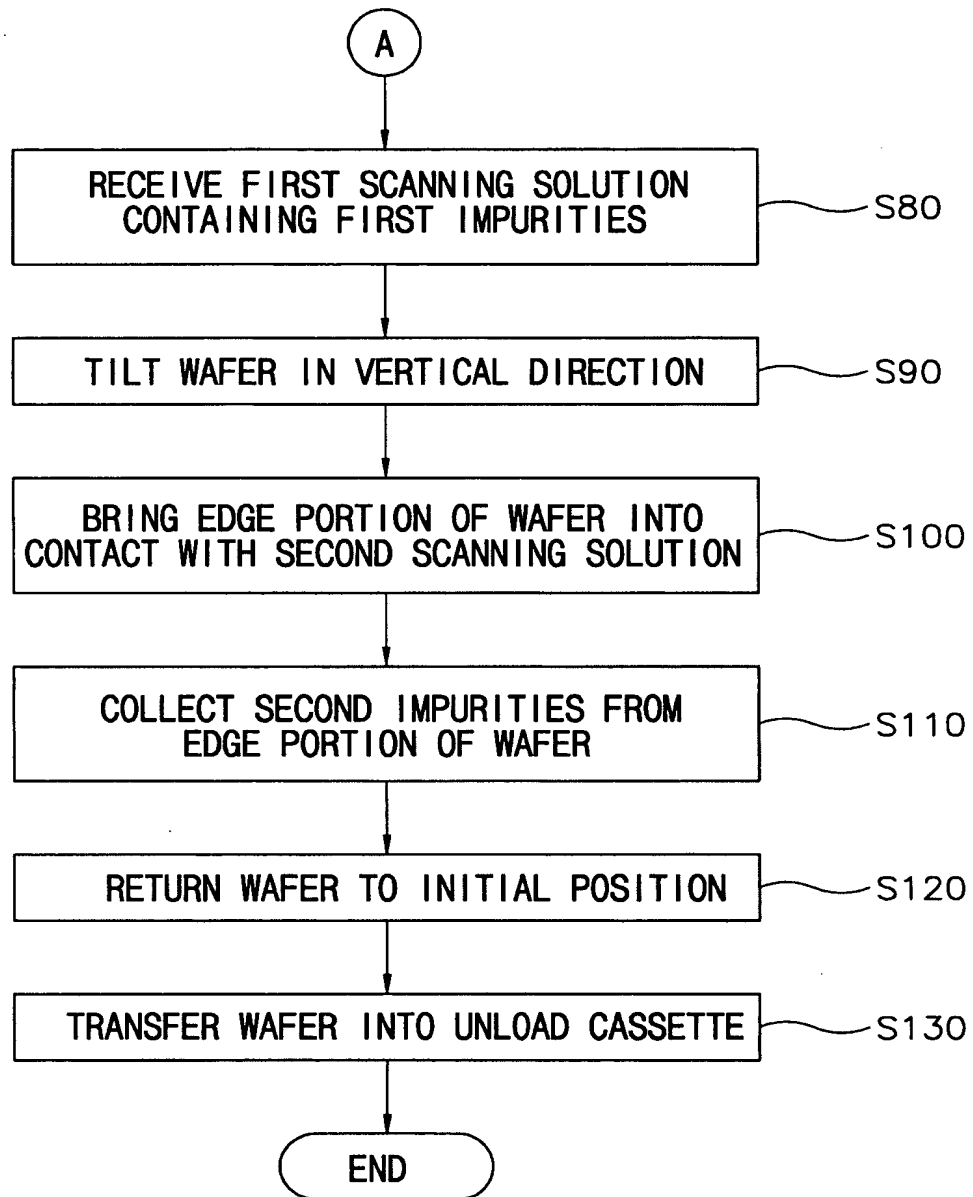 A
RECEIVE FIRST SCANNING SOLUTION
CONTAINING FIRST IMPURITIES
S80
TILT WAFER IN VERTICAL DIRECTION
S90
BRING EDGE PORTION OF WAFER INTO
CONTACT WITH SECOND SCANNING SOLUTION
S100
COLLECT SECOND IMPURITIES FROM
EDGE PORTION OF WAFER
S110
RETURN WAFER TO INITIAL POSITION
S120
TRANSFER WAFER INTO UNLOAD CASSETTE
S130
END